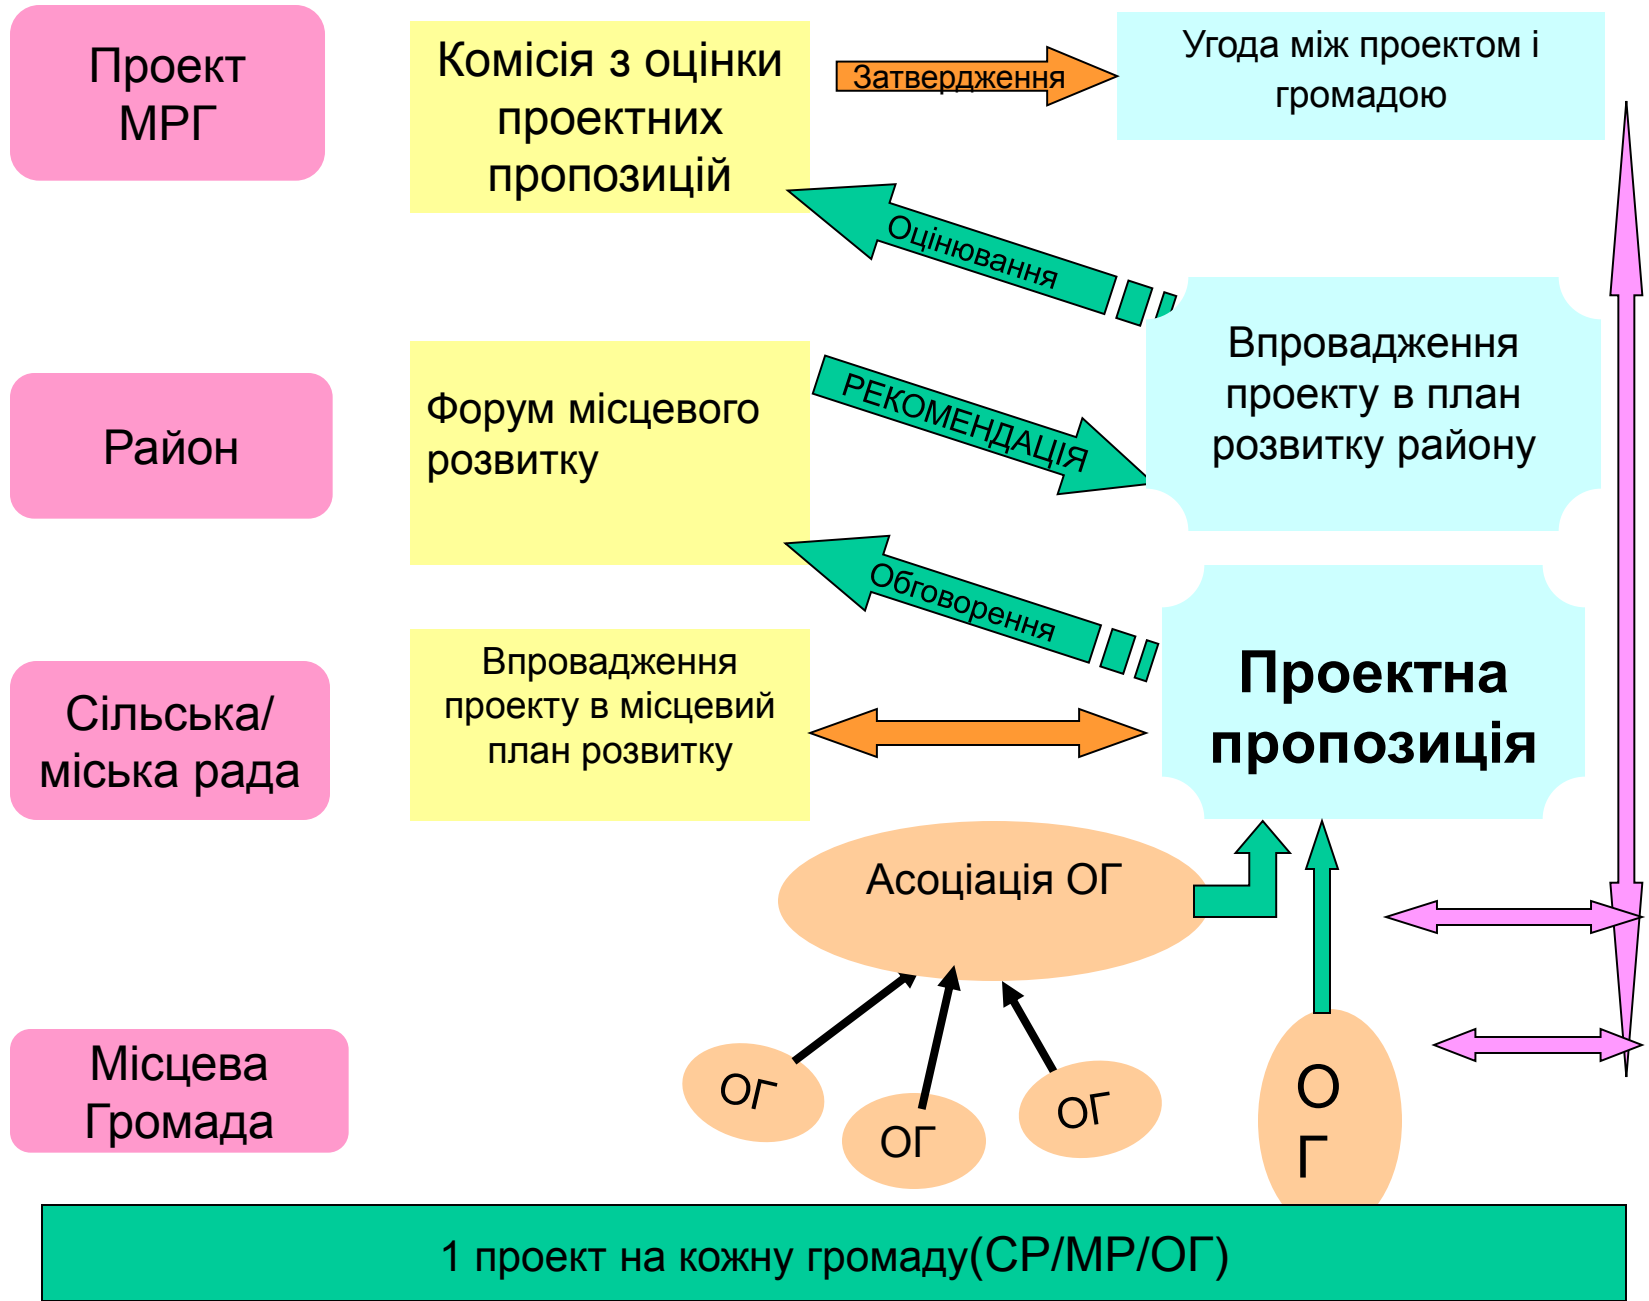 Проект
МРГ
Комісія з оцінки
проектних
пропозицій
Затвердження
Угода між проектом і
громадою
Оцінювання
Район
Форум місцевого
розвитку
РЕКОМЕНДАЦІЯ
Впровадження
проекту в план
розвитку району
Обговорення
Сільська/
міська рада
Впровадження
проекту в місцевий
план розвитку
Проектна
пропозиція
Асоціація ОГ
Місцева
Громада
ОГ
ОГ
ОГ
О
Г
1 проект на кожну громаду(СР/МР/ОГ)